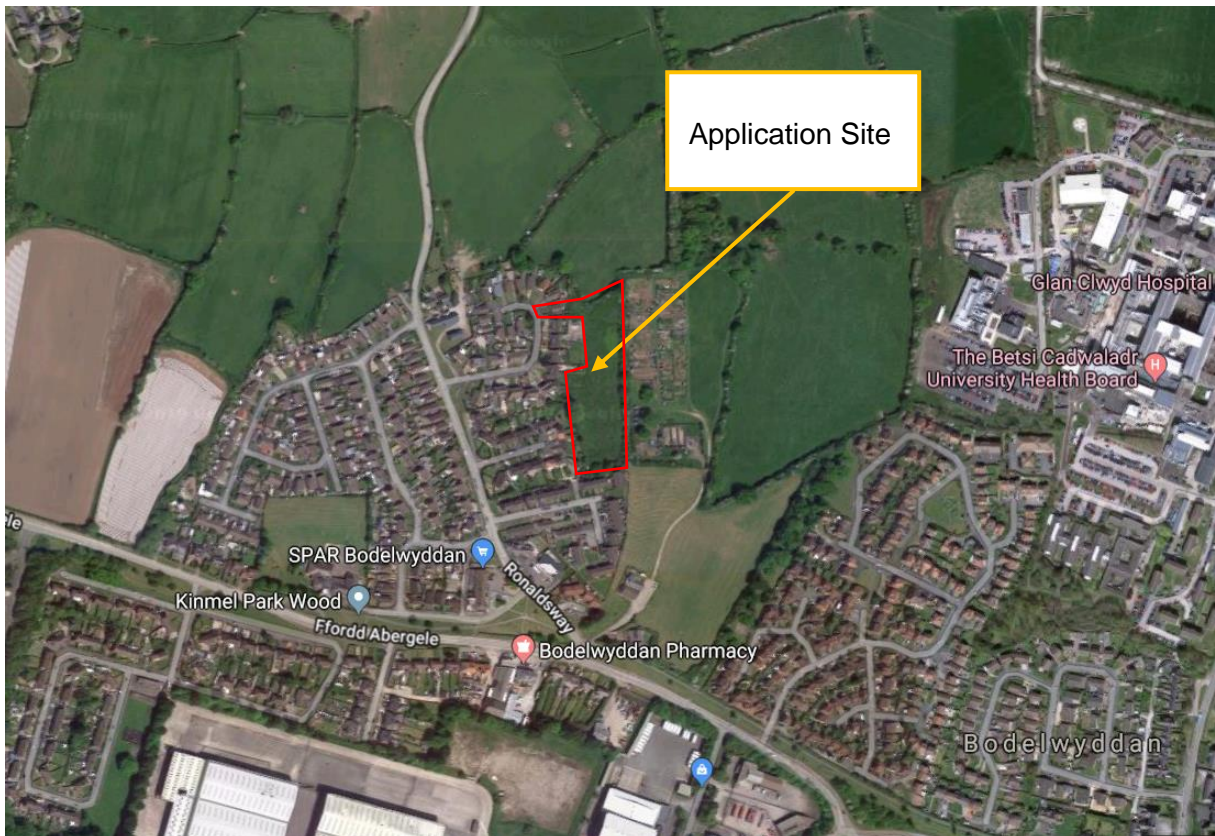 Application Site
Glan Clwyd Hospital
The Betsi Cadwaladr
University Health Board
H
SPAR Bodelwyddan
Kinmel Park Wood
Ronaldsway
Ffordd Abergele
Bodelwyddan Pharmacy
Bodelwyddan